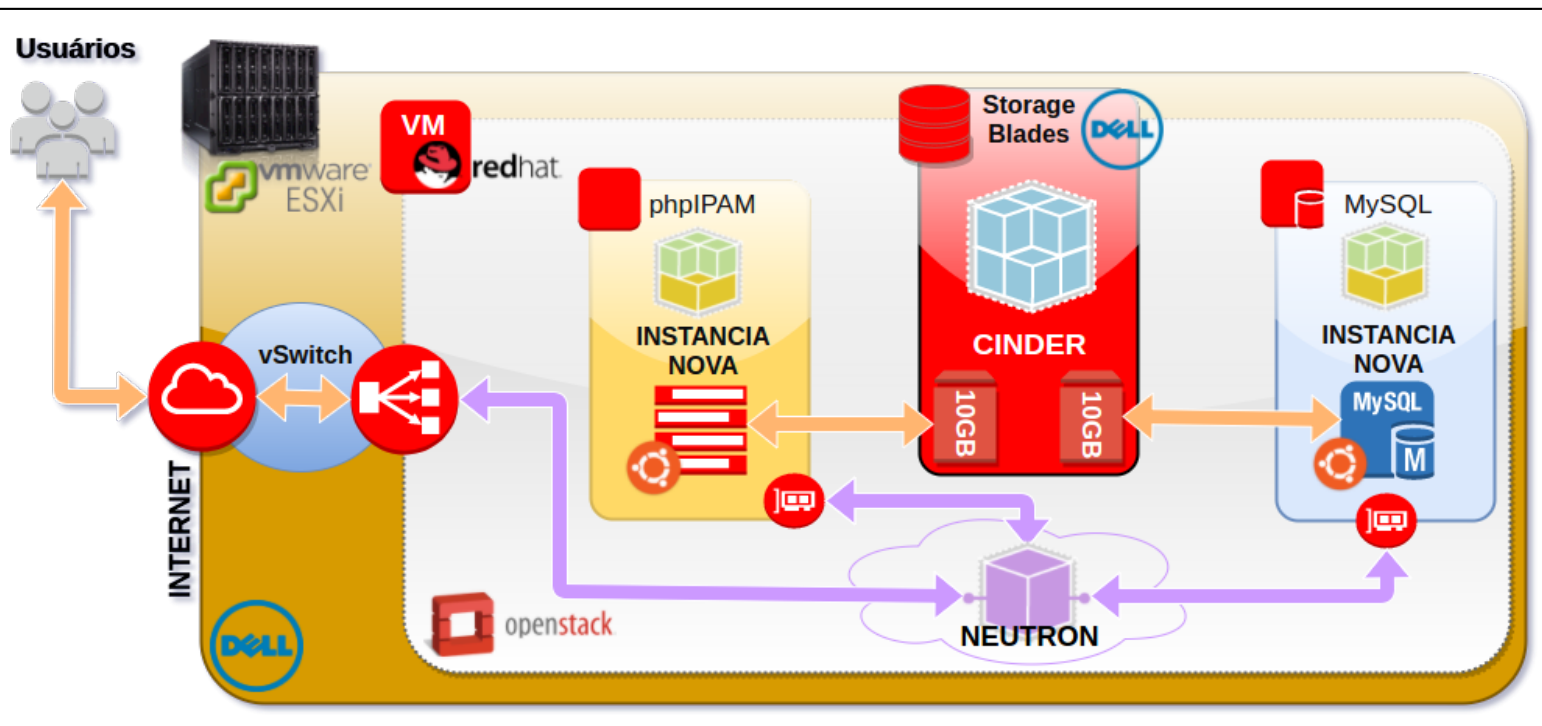 Usuários
vmware
ESXi
VM
redhat
phpIPAM
INSTANCIA
NOVA
Storage
Blades
DELL
CINDER
10GB
10GB
MySQL
INSTANCIA
NOVA
MySQL
M
vSwitch
INTERNET
DELL
openstack
NEUTRON